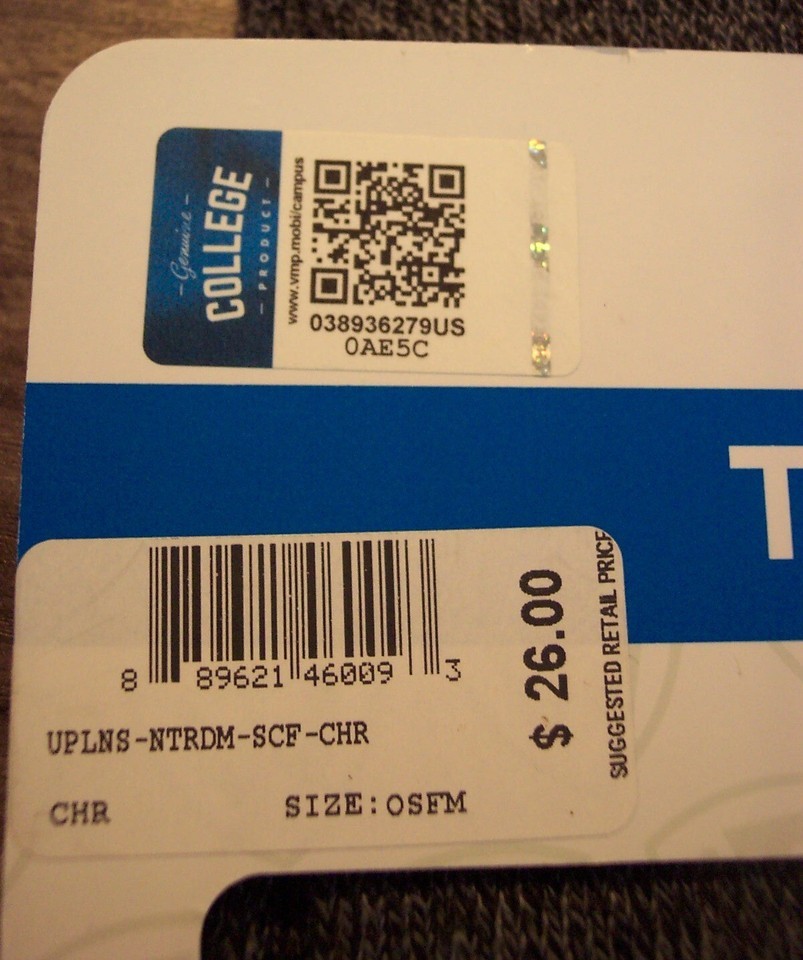 Genuine
COLLEGE
PRODUCT
www.vmp.mobi/campus
038936279US
0AE5C
T
8 89621 46009 3
$ 26.00
SUGGESTED RETAIL PRICE
UPLNS-NTRDM-SCF-CHR
CHR SIZE:OSFM